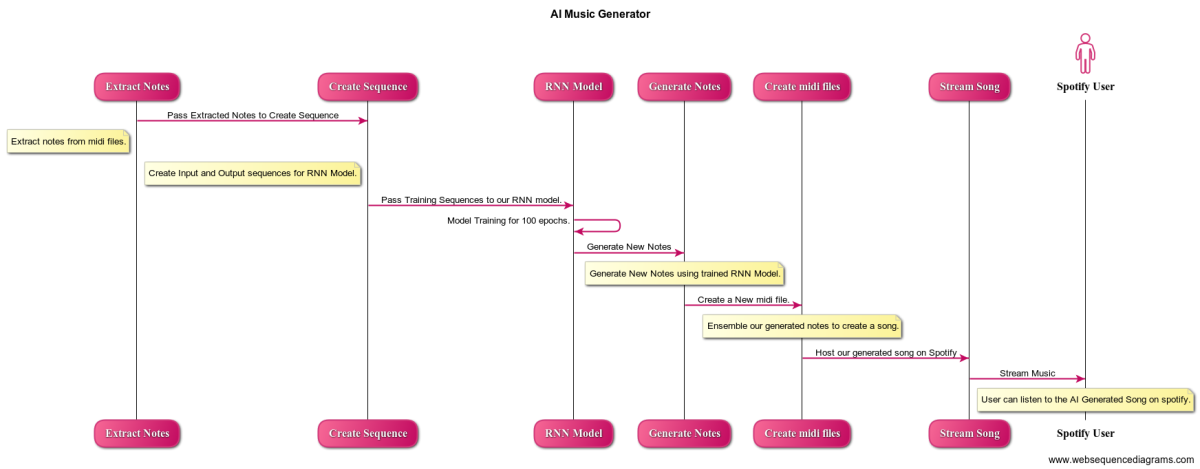 AI Music Generator
Extract Notes
Create Sequence
RNN Model
Generate Notes
Create midi files
Stream Song
Spotify User
Pass Extracted Notes to Create Sequence
Extract notes from midi files.
Create Input and Output sequences for RNN Model.
Pass Training Sequences to our RNN model.
Model Training for 100 epochs.
Generate New Notes
Generate New Notes using trained RNN Model.
Create a New midi file.
Ensemble our generated notes to create a song.
Host our generated song on Spotify
Stream Music
User can listen to the AI Generated Song on spotify.
Extract Notes
Create Sequence
RNN Model
Generate Notes
Create midi files
Stream Song
Spotify User
www.websequencediagrams.com